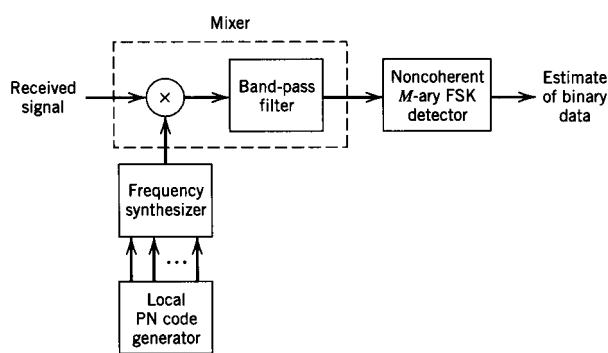 Mixer
Received
signal
×
Band-pass
filter
Noncoherent
M-ary FSK
detector
Estimate
of binary
data
Frequency
synthesizer
...
Local
PN code
generator